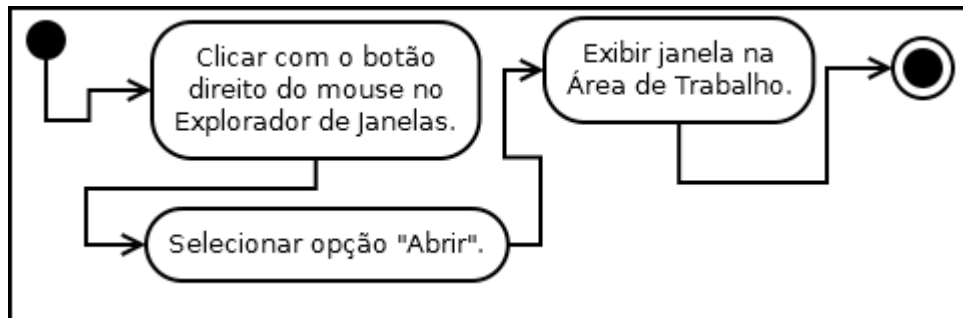 Clicar com o botão
direito do mouse no
Explorador de Janelas.
Selecionar opção "Abrir".
Exibir janela na
Área de Trabalho.